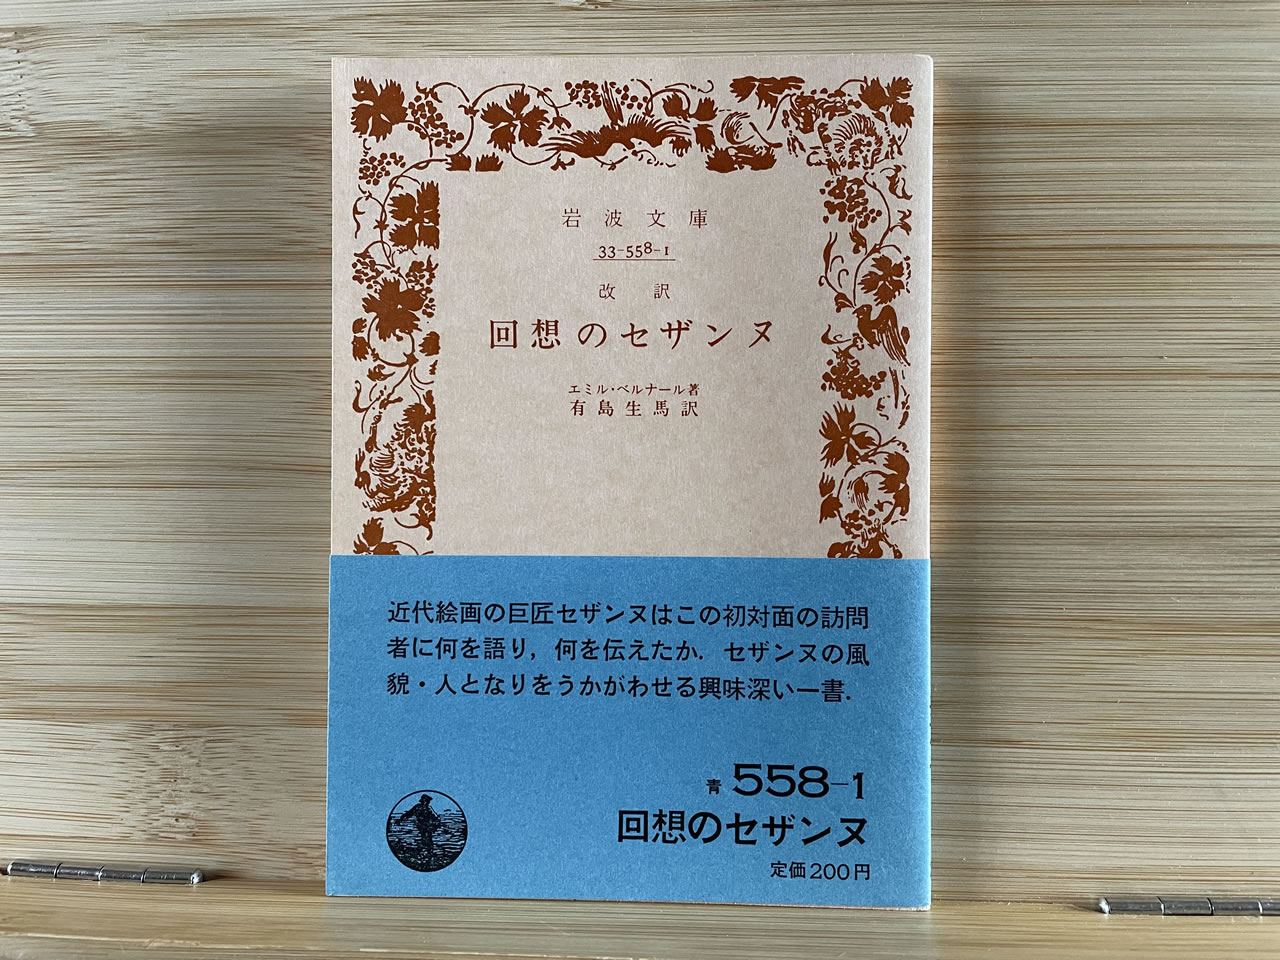 岩波文庫
33-558-1
改訳
回想のセザンヌ
エミル・ベルナール著
有島生馬訳
近代絵画の巨匠セザンヌはこの初対面の訪問
者に何を語り，何を伝えたか．セザンヌの風
貌・人となりをうかがわせる興味深い一書．
青 558-1
回想のセザンヌ
定価200円